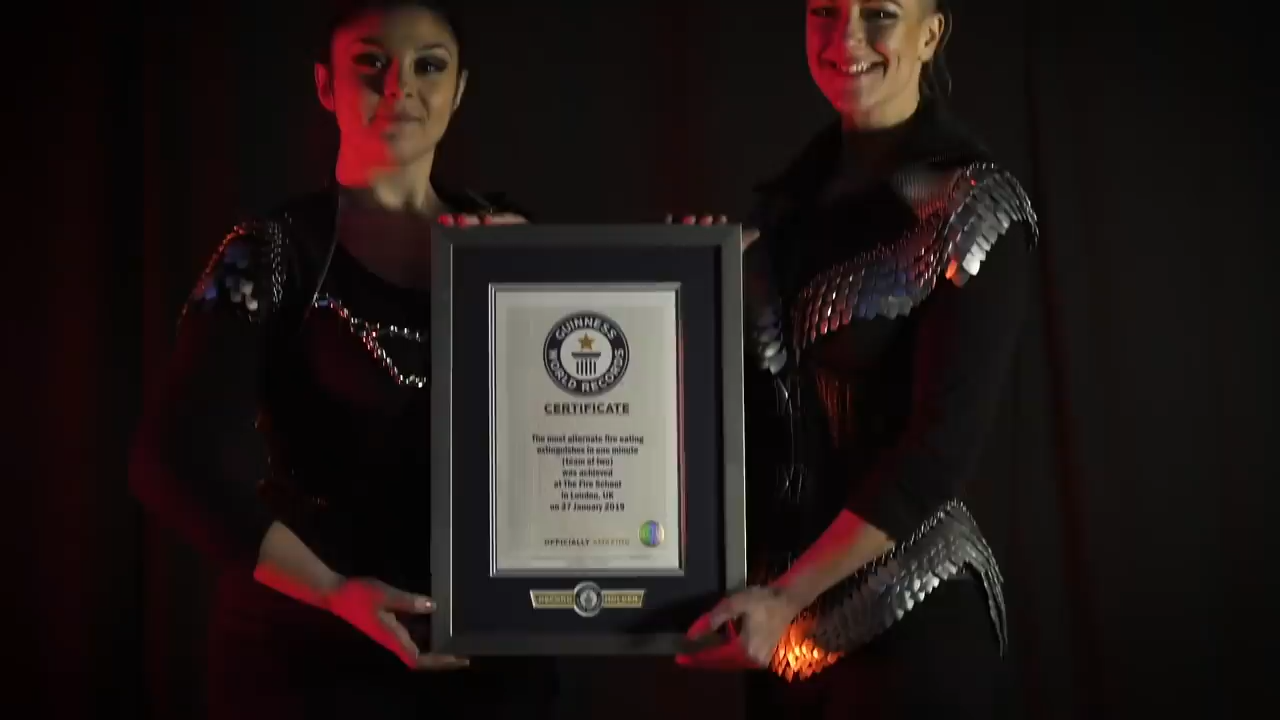 GUINNESS
WORLD RECORDS
CERTIFICATE
The most alternate fire eating
extinguishes in one minute
(team of two)
was achieved
at The Fire School
in London, UK
on 27 January 2019
OFFICIALLY AMAZING
RECORD HOLDER